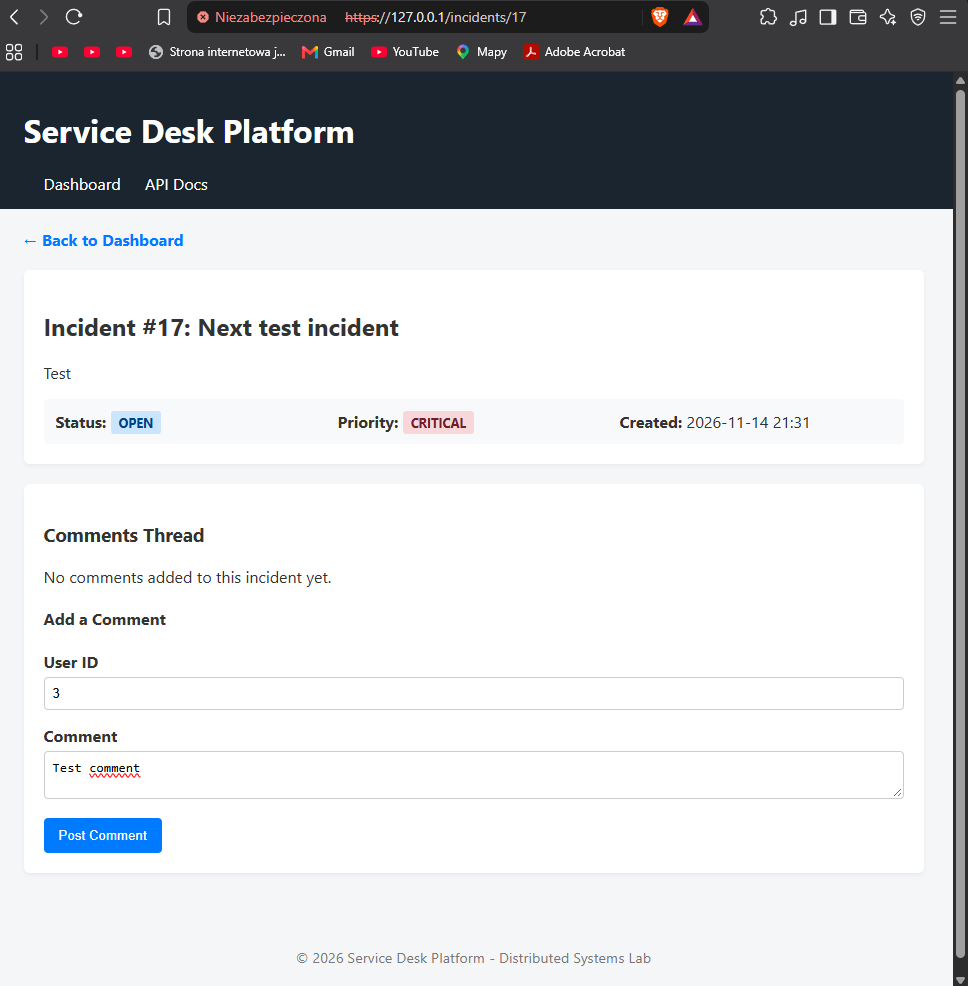 Niezabezpieczona https://127.0.0.1/incidents/17
Strona internetowa j... Gmail YouTube Mapy Adobe Acrobat
Service Desk Platform
Dashboard API Docs
← Back to Dashboard
Incident #17: Next test incident
Test
Status: OPEN Priority: CRITICAL Created: 2026-11-14 21:31
Comments Thread
No comments added to this incident yet.
Add a Comment
User ID
3
Comment
Test comment
Post Comment
© 2026 Service Desk Platform - Distributed Systems Lab